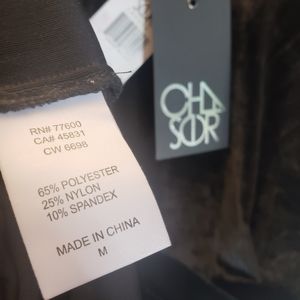 RN# 77600
CA# 45831
CW 6698
65% POLYESTER
25% NYLON
10% SPANDEX
MADE IN CHINA
M
CHA
SOR